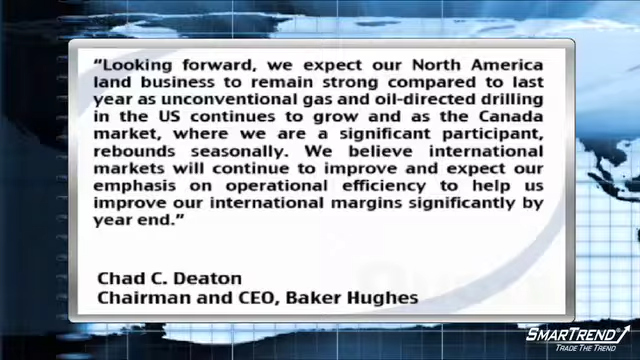 "Looking forward, we expect our North America
land business to remain strong compared to last
year as unconventional gas and oil-directed drilling
in the US continues to grow and as the Canada
market, where we are a significant participant,
rebounds seasonally. We believe international
markets will continue to improve and expect our
emphasis on operational efficiency to help us
improve our international margins significantly by
year end."
Chad C. Deaton
Chairman and CEO, Baker Hughes
SMARTREND
TRADE THE TREND